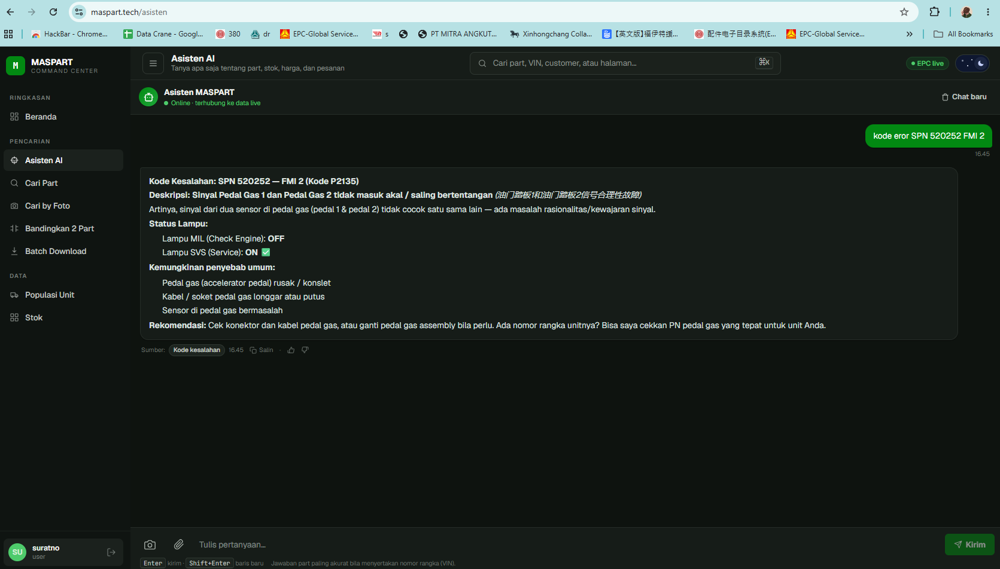 maspart.tech/asisten
HackBar - Chrome...
Data Crane - Googl...
380
dr
EPC-Global Service...
s
PT MITRA ANGKUT...
Xinhongchang Colla...
【英文版】福伊特缓...
配件电子目录系统(E...
EPC-Global Service...
»
All Bookmarks
M
MASPART
COMMAND CENTER
RINGKASAN
Beranda
PENCARIAN
Asisten AI
Cari Part
Cari by Foto
Bandingkan 2 Part
Batch Download
DATA
Populasi Unit
Stok
SU
suratno
user
Asisten AI
Tanya apa saja tentang part, stok, harga, dan pesanan
Cari part, VIN, customer, atau halaman...
⌘K
EPC live
Asisten MASPART
Online · terhubung ke data live
Chat baru
kode eror SPN 520252 FMI 2
16.45
Kode Kesalahan: SPN 520252 — FMI 2 (Kode P2135)
Deskripsi: Sinyal Pedal Gas 1 dan Pedal Gas 2 tidak masuk akal / saling bertentangan (油门踏板1和油门踏板2信号合理性故障)
Artinya, sinyal dari dua sensor di pedal gas (pedal 1 & pedal 2) tidak cocok satu sama lain — ada masalah rasionalitas/kewajaran sinyal.
Status Lampu:
Lampu MIL (Check Engine): OFF
Lampu SVS (Service): ON ✅
Kemungkinan penyebab umum:
Pedal gas (accelerator pedal) rusak / konslet
Kabel / soket pedal gas longgar atau putus
Sensor di pedal gas bermasalah
Rekomendasi: Cek konektor dan kabel pedal gas, atau ganti pedal gas assembly bila perlu. Ada nomor rangka unitnya? Bisa saya cekkan PN pedal gas yang tepat untuk unit Anda.
Sumber: Kode kesalahan 16.45 Salin ·
Tulis pertanyaan...
Kirim
Enter kirim · Shift+Enter baris baru Jawaban part paling akurat bila menyertakan nomor rangka (VIN).